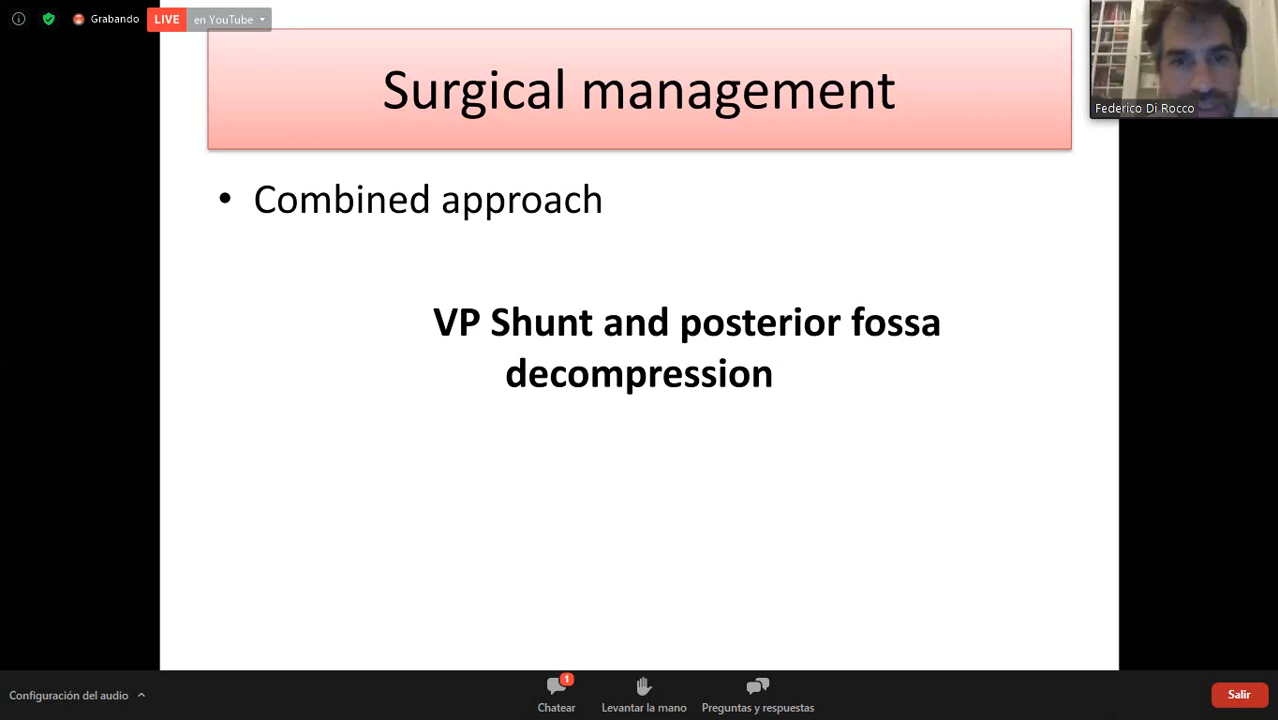 Grabando
LIVE
en YouTube
Surgical management
Federico Di Rocco
• Combined approach
VP Shunt and posterior fossa
decompression
Configuración del audio
1
Chatear
Levantar la mano
Preguntas y respuestas
Salir